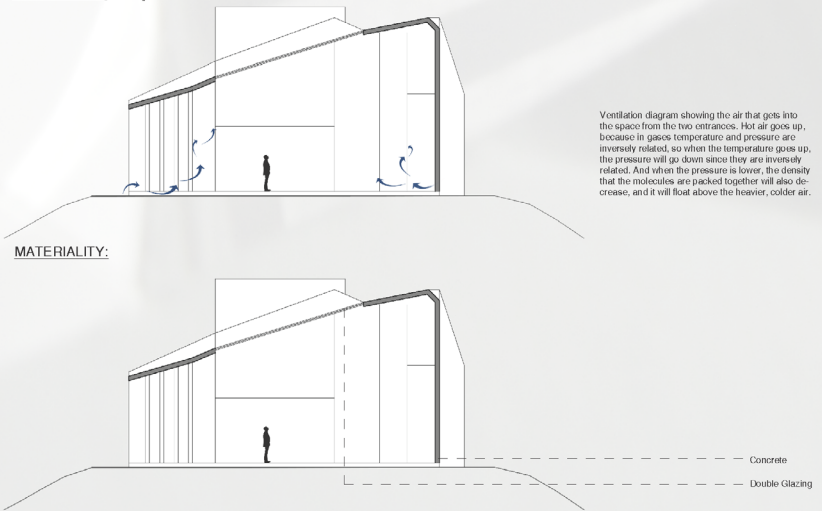 Ventilation diagram showing the air that gets into
the space from the two entrances. Hot air goes up,
because in gases temperature and pressure are
inversely related, so when the temperature goes up,
the pressure will go down since they are inversely
related. And when the pressure is lower, the density
that the molecules are packed together will also de-
crease, and it will float above the heavier, colder air.
MATERIALITY:
Concrete
Double Glazing